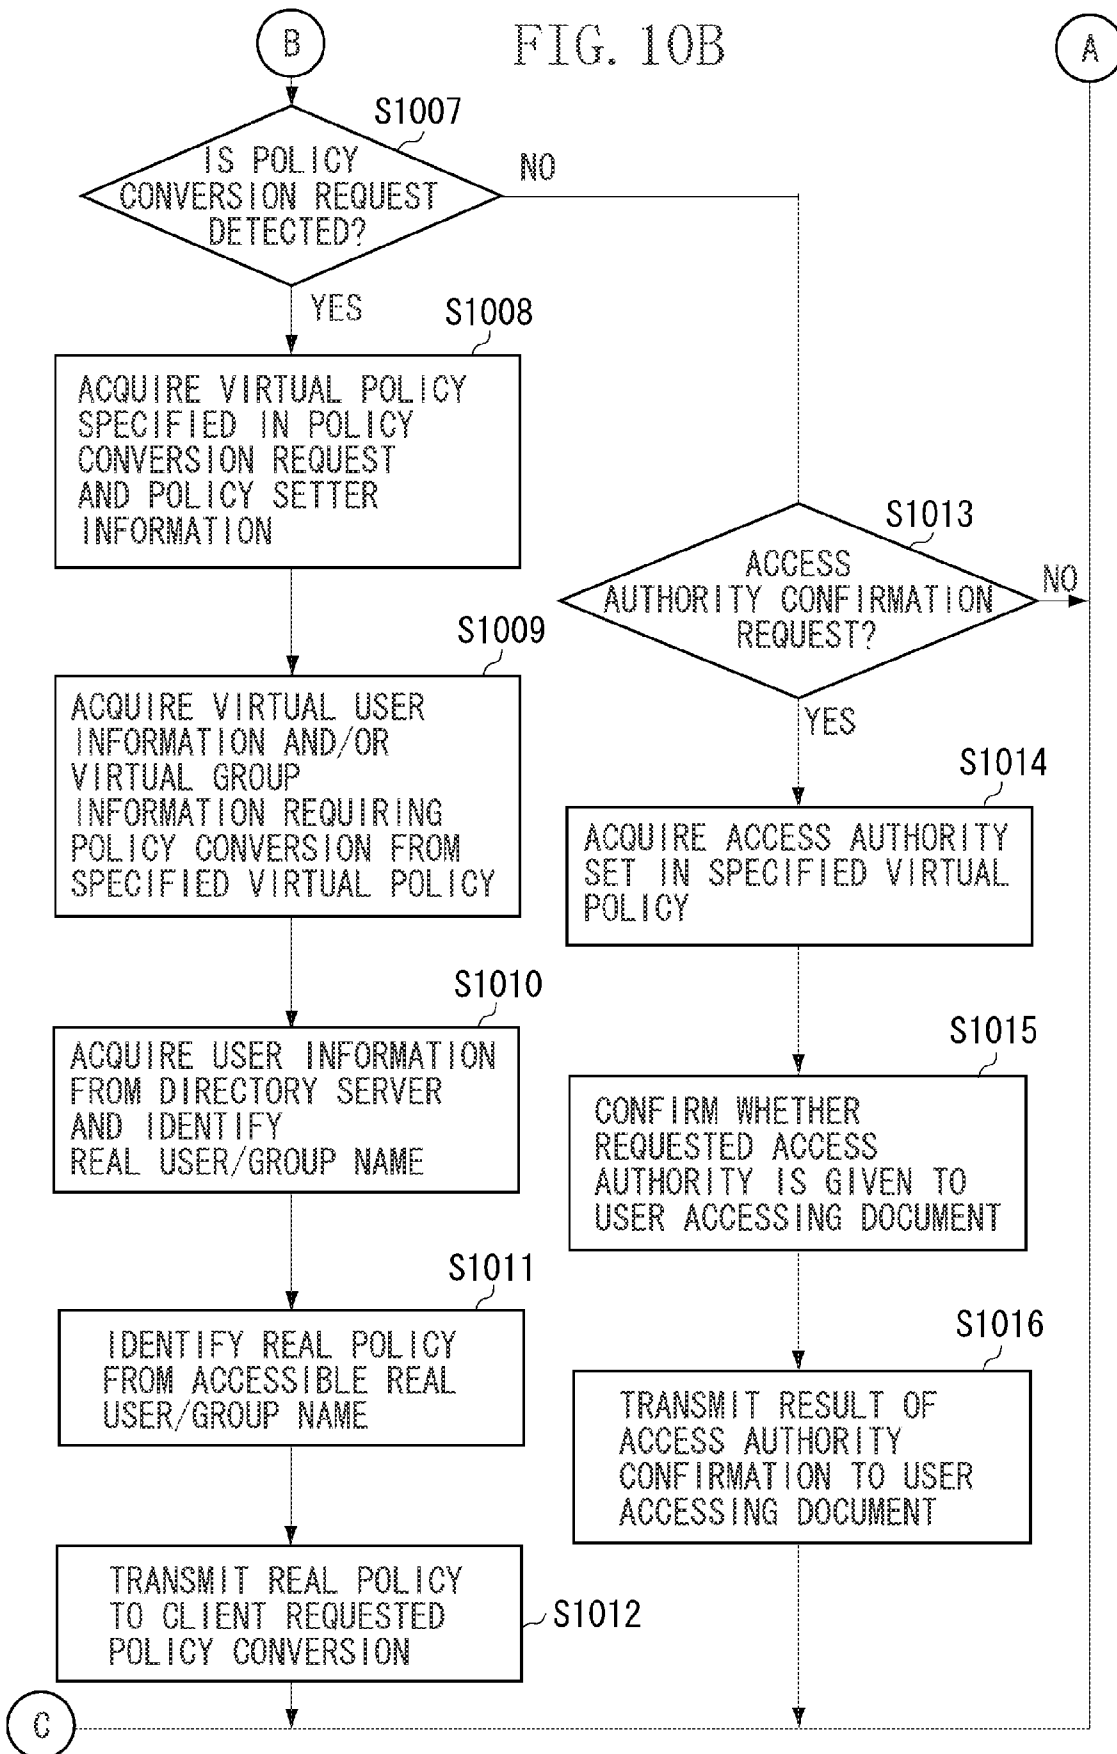 B
FIG. 10B
A
S1007
IS POLICY
CONVERSION REQUEST
DETECTED?
NO
YES
S1008
ACQUIRE VIRTUAL POLICY
SPECIFIED IN POLICY
CONVERSION REQUEST
AND POLICY SETTER
INFORMATION
S1013
ACCESS
AUTHORITY CONFIRMATION
REQUEST?
NO
YES
S1009
ACQUIRE VIRTUAL USER
INFORMATION AND/OR
VIRTUAL GROUP
INFORMATION REQUIRING
POLICY CONVERSION FROM
SPECIFIED VIRTUAL POLICY
S1014
ACQUIRE ACCESS AUTHORITY
SET IN SPECIFIED VIRTUAL
POLICY
S1010
ACQUIRE USER INFORMATION
FROM DIRECTORY SERVER
AND IDENTIFY
REAL USER/GROUP NAME
S1015
CONFIRM WHETHER
REQUESTED ACCESS
AUTHORITY IS GIVEN TO
USER ACCESSING DOCUMENT
S1011
IDENTIFY REAL POLICY
FROM ACCESSIBLE REAL
USER/GROUP NAME
S1016
TRANSMIT RESULT OF
ACCESS AUTHORITY
CONFIRMATION TO USER
ACCESSING DOCUMENT
TRANSMIT REAL POLICY
TO CLIENT REQUESTED
POLICY CONVERSION
S1012
C